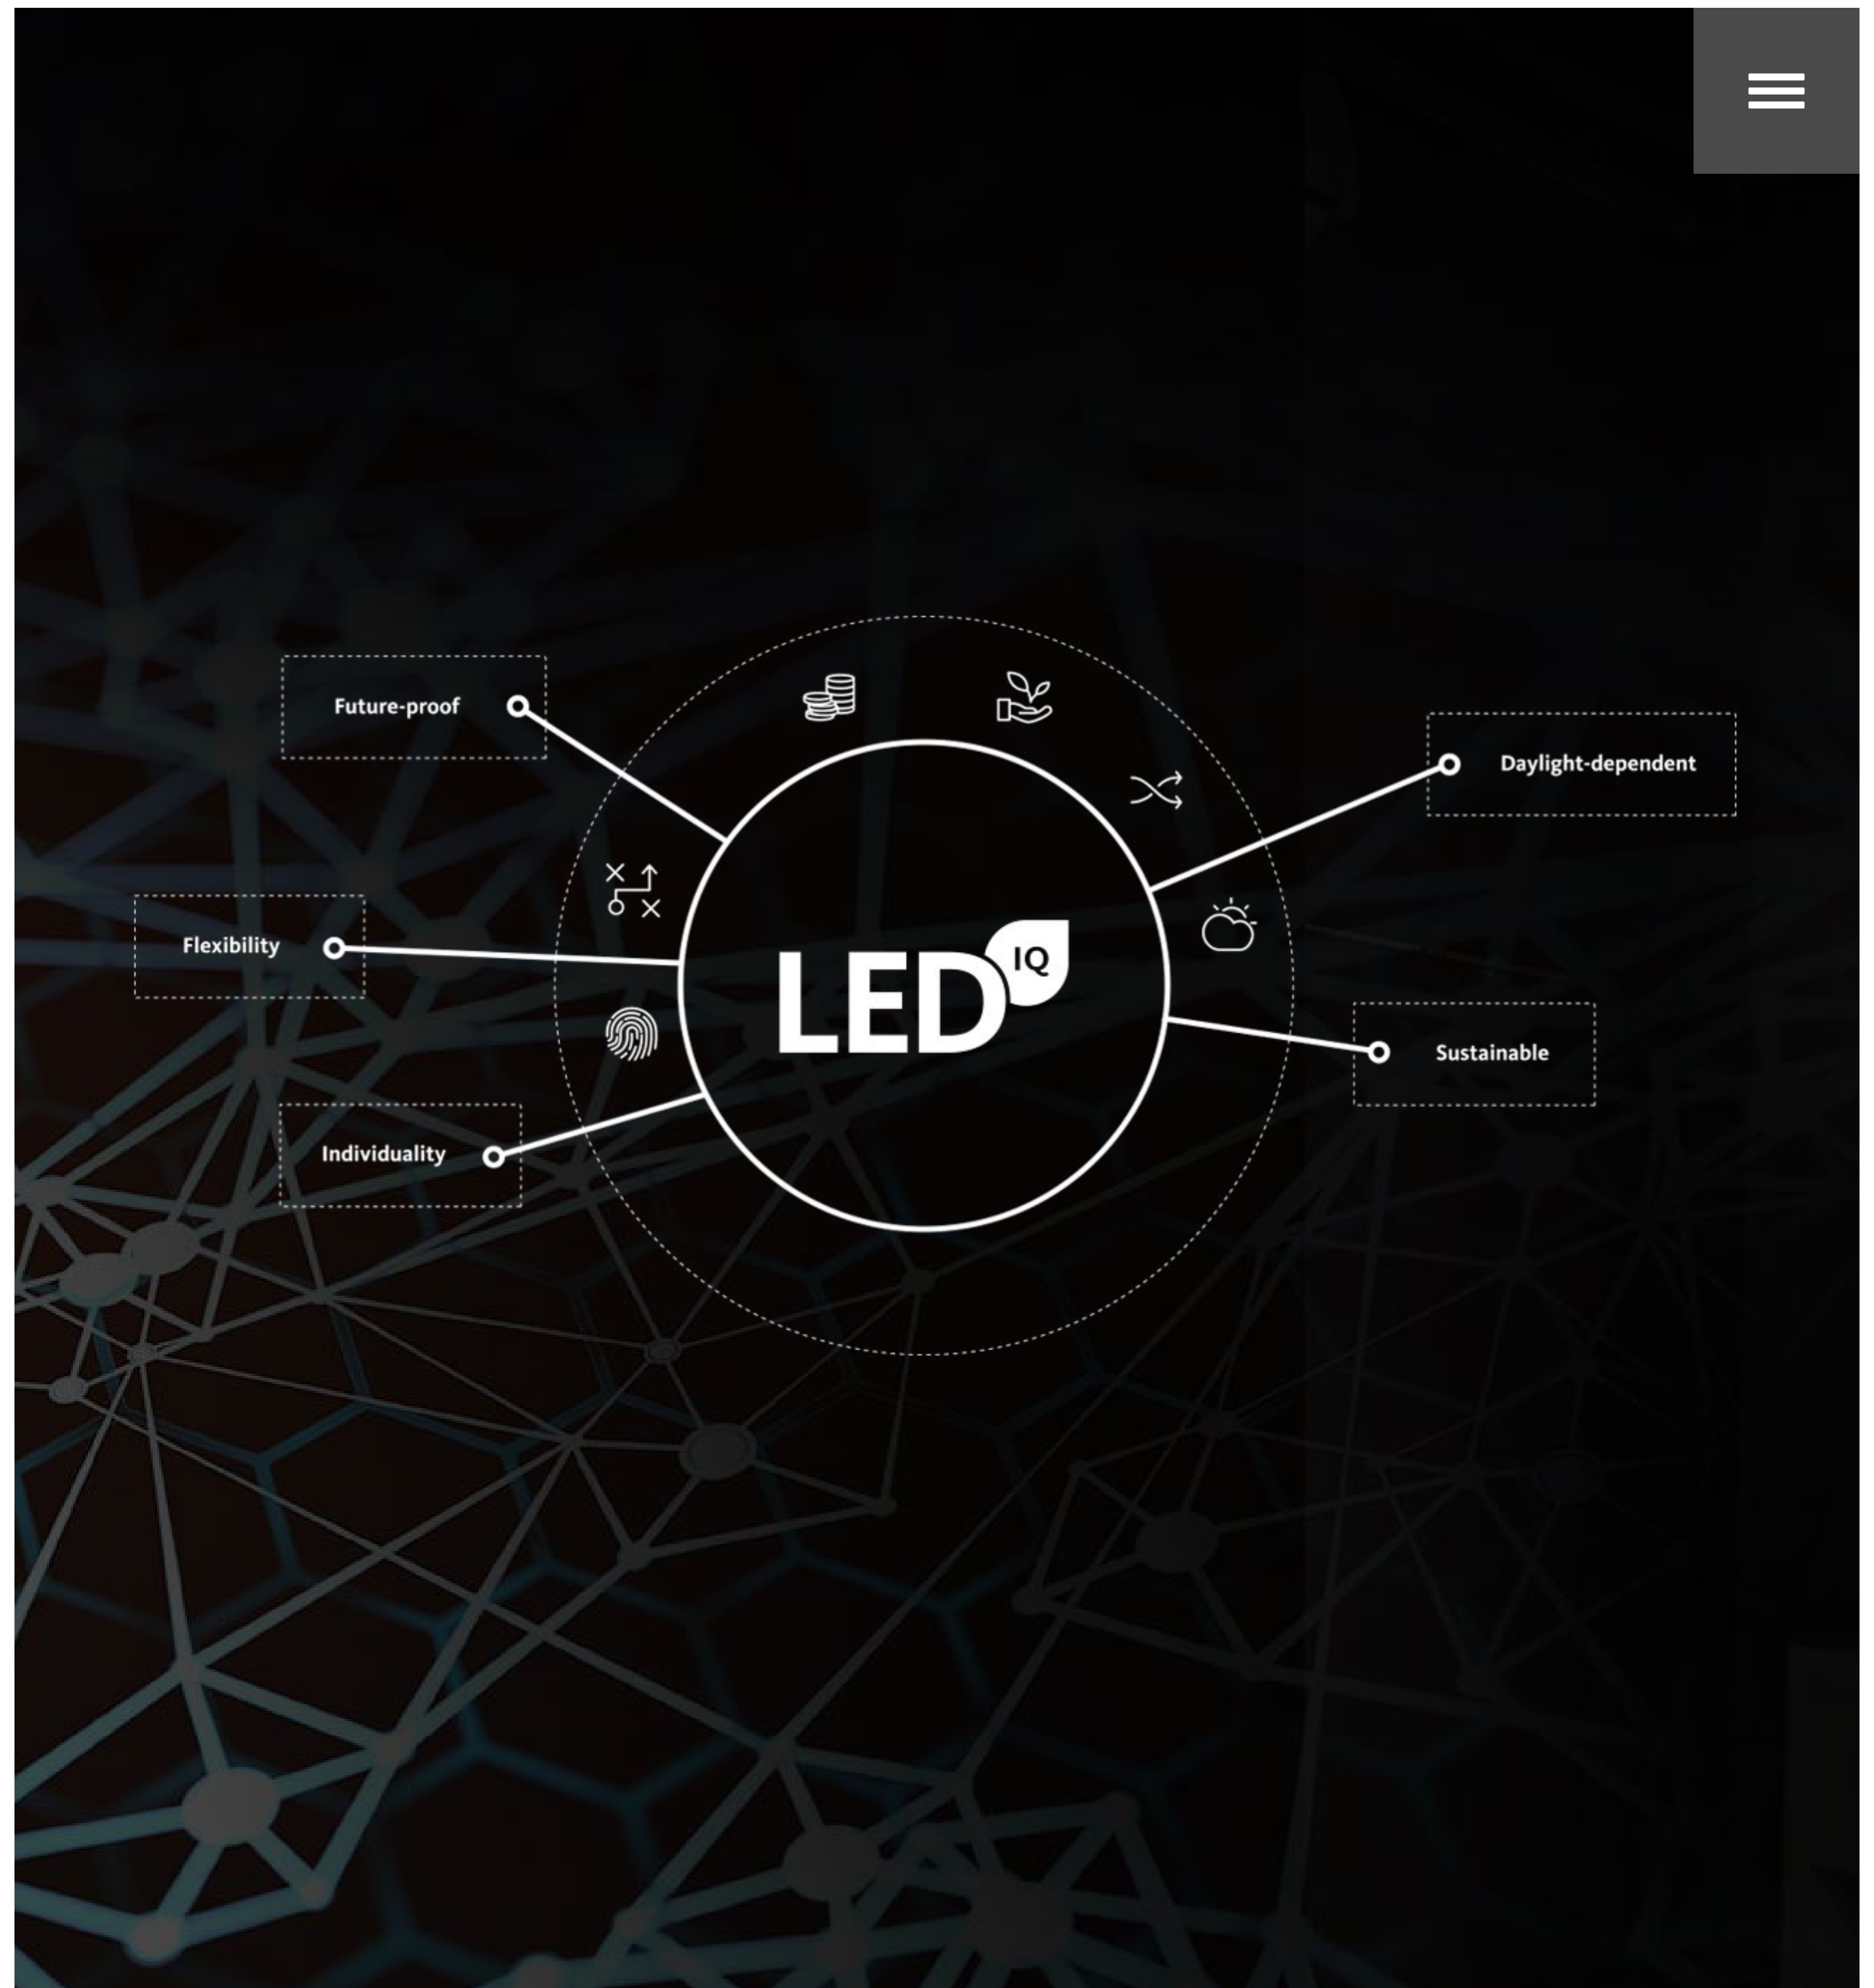 Future-proof
Daylight-dependent
Flexibility
LED IQ
Sustainable
Individuality